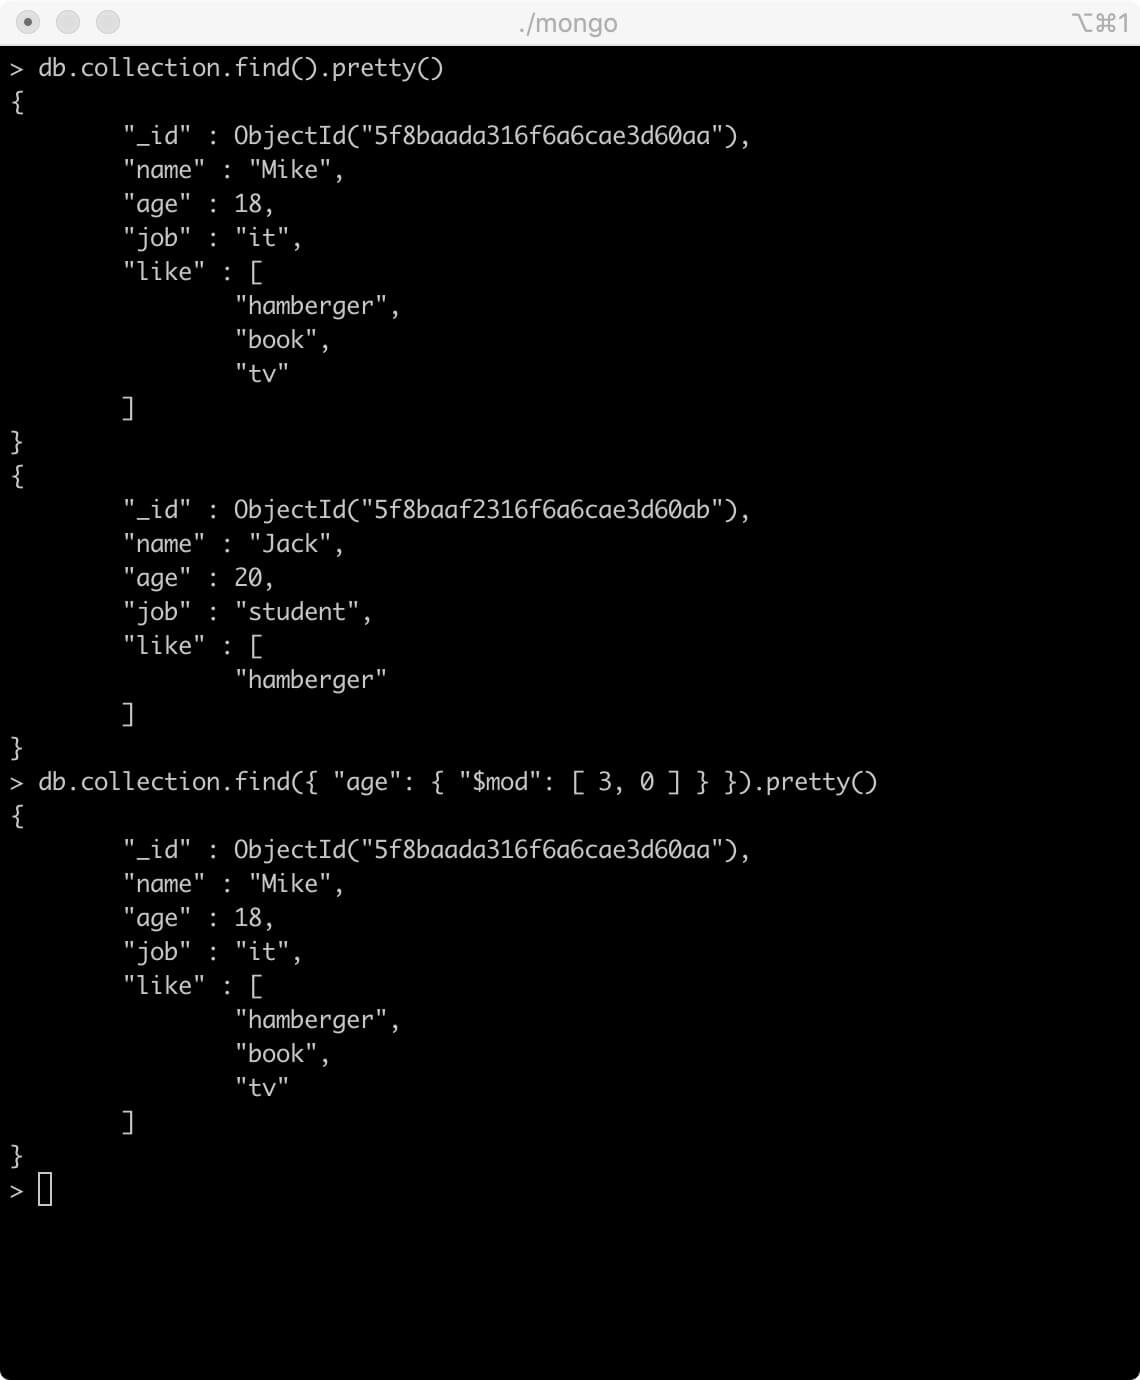 ./mongo
⌥⌘1
> db.collection.find().pretty()
{
        "_id" : ObjectId("5f8baada316f6a6cae3d60aa"),
        "name" : "Mike",
        "age" : 18,
        "job" : "it",
        "like" : [
                "hamberger",
                "book",
                "tv"
        ]
}
{
        "_id" : ObjectId("5f8baaf2316f6a6cae3d60ab"),
        "name" : "Jack",
        "age" : 20,
        "job" : "student",
        "like" : [
                "hamberger"
        ]
}
> db.collection.find({ "age": { "$mod": [ 3, 0 ] } }).pretty()
{
        "_id" : ObjectId("5f8baada316f6a6cae3d60aa"),
        "name" : "Mike",
        "age" : 18,
        "job" : "it",
        "like" : [
                "hamberger",
                "book",
                "tv"
        ]
}
>